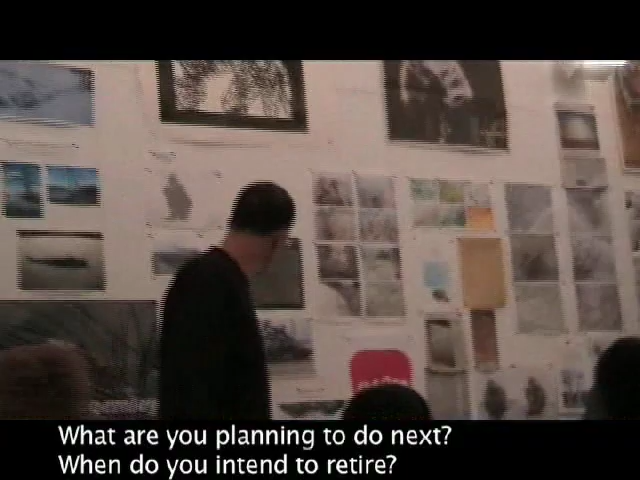 What are you planning to do next?
When do you intend to retire?